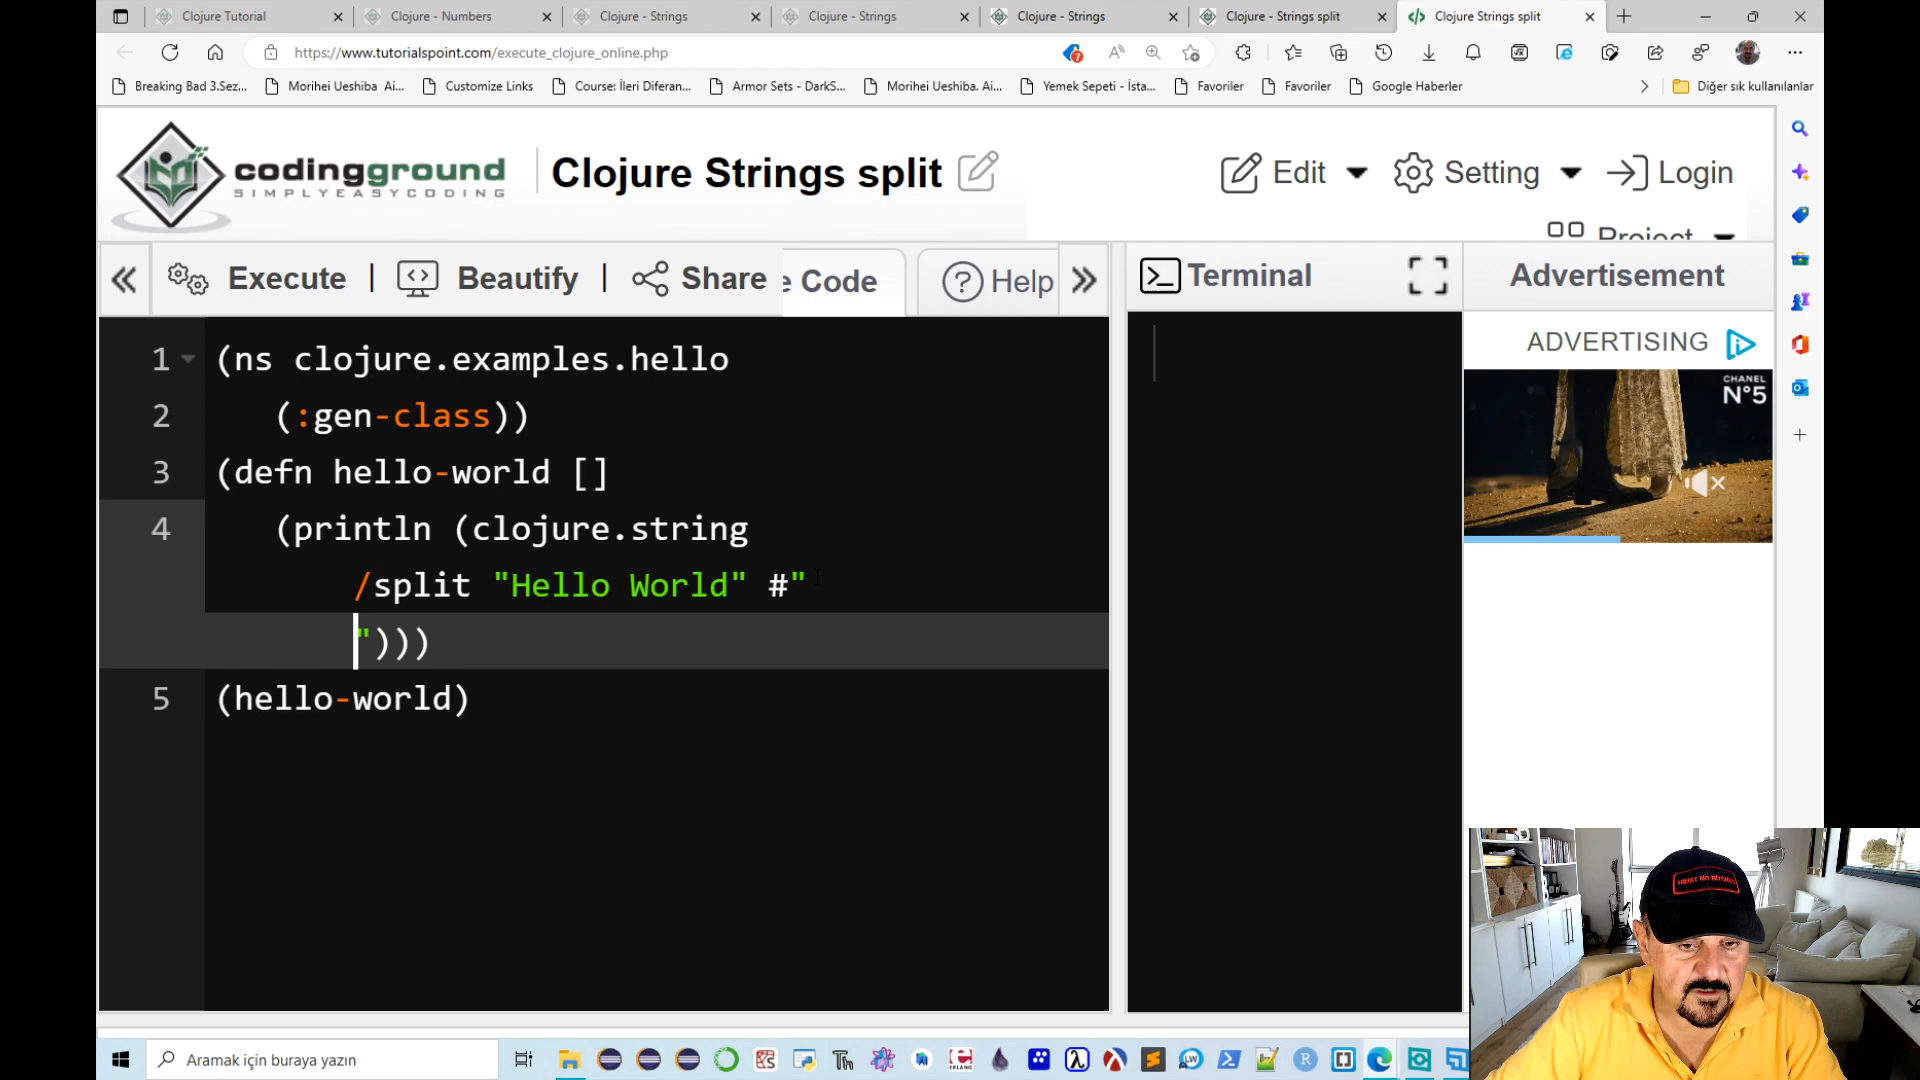 Clojure Tutorial
Clojure - Numbers
Clojure - Strings
Clojure - Strings
Clojure - Strings
Clojure - Strings split
Clojure Strings split
https://www.tutorialspoint.com/execute_clojure_online.php
Breaking Bad 3.Sez...
Morihei Ueshiba Ai...
Customize Links
Course: İleri Diferan...
Armor Sets - DarkS...
Morihei Ueshiba. Ai...
Yemek Sepeti - İsta...
Favoriler
Favoriler
Google Haberler
Diğer sık kullanılanlar
codingground
SIMPLYEASYCODING
Clojure Strings split
Edit
Setting
Login
Project
Execute | Beautify | Share
e Code
Help
Terminal
Advertisement
1 (ns clojure.examples.hello
2 (:gen-class))
3 (defn hello-world []
4 (println (clojure.string
/split "Hello World" #"
")))
5 (hello-world)
ADVERTISING
CHANEL
N°5
Aramak için buraya yazın